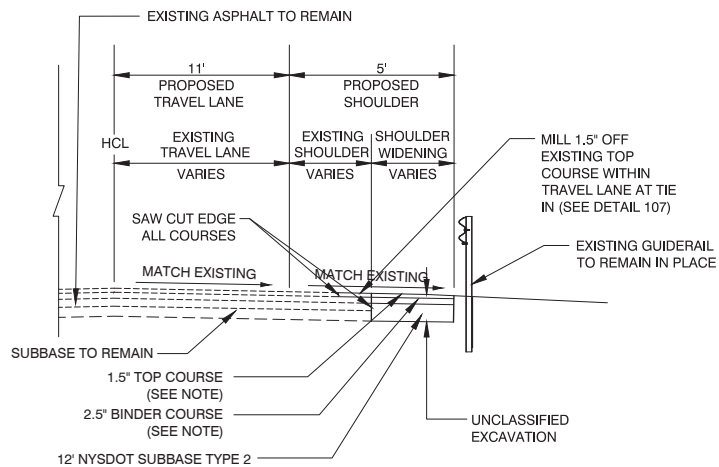 EXISTING ASPHALT TO REMAIN
11'
PROPOSED
TRAVEL LANE
5'
PROPOSED
SHOULDER
HCL
EXISTING
TRAVEL LANE
VARIES
EXISTING
SHOULDER
VARIES
SHOULDER
WIDENING
VARIES
MILL 1.5" OFF
EXISTING TOP
COURSE WITHIN
TRAVEL LANE AT TIE
IN (SEE DETAIL 107)
SAW CUT EDGE
ALL COURSES
EXISTING GUIDERAIL
TO REMAIN IN PLACE
MATCH EXISTING
MATCH EXISTING
SUBBASE TO REMAIN
1.5" TOP COURSE
(SEE NOTE)
2.5" BINDER COURSE
(SEE NOTE)
UNCLASSIFIED
EXCAVATION
12' NYSDOT SUBBASE TYPE 2